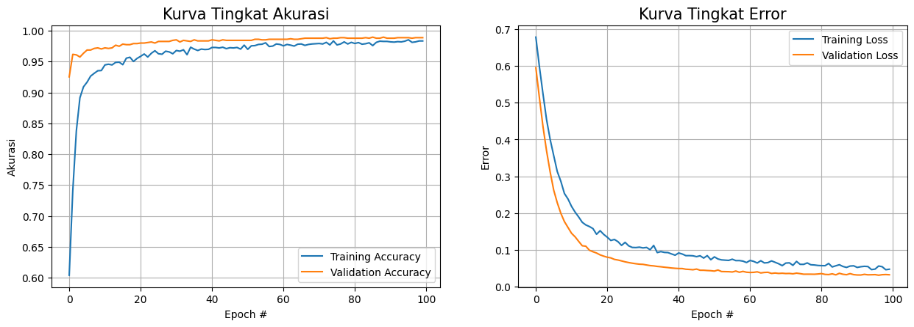 Kurva Tingkat Akurasi
1.00
0.95
0.90
0.85
0.80
0.75
0.70
0.65
0.60
Akurasi
Training Accuracy
Validation Accuracy
0 20 40 60 80 100
Epoch #
Kurva Tingkat Error
0.7
0.6
0.5
0.4
0.3
0.2
0.1
0.0
Error
Training Loss
Validation Loss
0 20 40 60 80 100
Epoch #